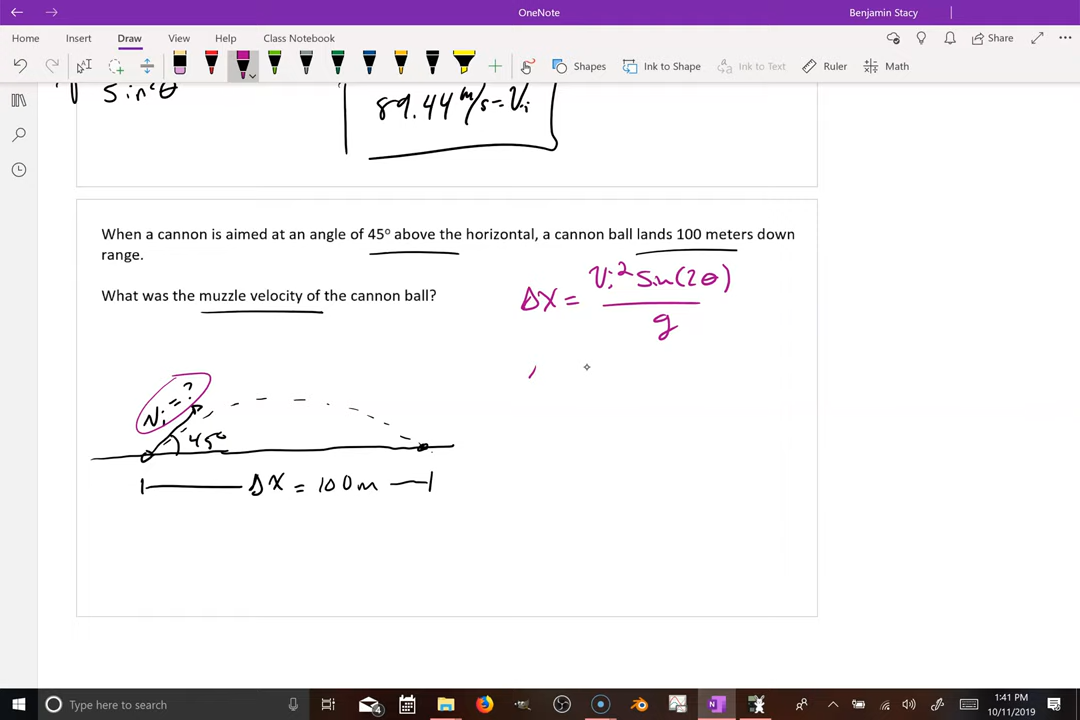 OneNote
Benjamin Stacy
Home Insert Draw View Help Class Notebook
Share
Shapes Ink to Shape Ink to Text Ruler Math
sin²θ
89.44 m/s = Vi
When a cannon is aimed at an angle of 45° above the horizontal, a cannon ball lands 100 meters down
range.
What was the muzzle velocity of the cannon ball?
ΔX = Vi² Sin(2θ) / g
Vi = ?
45°
ΔX = 100m
Type here to search
4
1:41 PM
10/11/2019